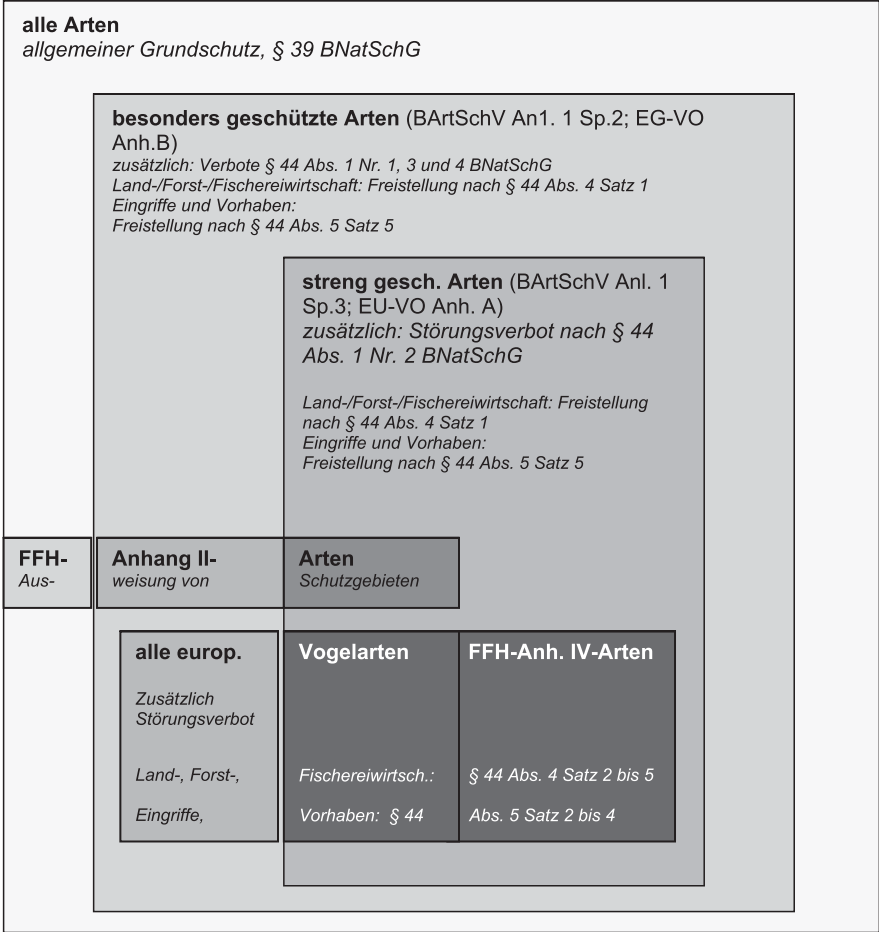 alle Arten
allgemeiner Grundschutz, § 39 BNatSchG
besonders geschützte Arten (BArtSchV An1. 1 Sp.2; EG-VO
Anh.B)
zusätzlich: Verbote § 44 Abs. 1 Nr. 1, 3 und 4 BNatSchG
Land-/Forst-/Fischereiwirtschaft: Freistellung nach § 44 Abs. 4 Satz 1
Eingriffe und Vorhaben:
Freistellung nach § 44 Abs. 5 Satz 5
streng gesch. Arten (BArtSchV Anl. 1
Sp.3; EU-VO Anh. A)
zusätzlich: Störungsverbot nach § 44
Abs. 1 Nr. 2 BNatSchG
Land-/Forst-/Fischereiwirtschaft: Freistellung
nach § 44 Abs. 4 Satz 1
Eingriffe und Vorhaben:
Freistellung nach § 44 Abs. 5 Satz 5
FFH- Anhang II- Arten
Aus- weisung von Schutzgebieten
alle europ. Vogelarten FFH-Anh. IV-Arten
Zusätzlich
Störungsverbot
Land-, Forst-, Fischereiwirtsch.: § 44 Abs. 4 Satz 2 bis 5
Eingriffe, Vorhaben: § 44 Abs. 5 Satz 2 bis 4